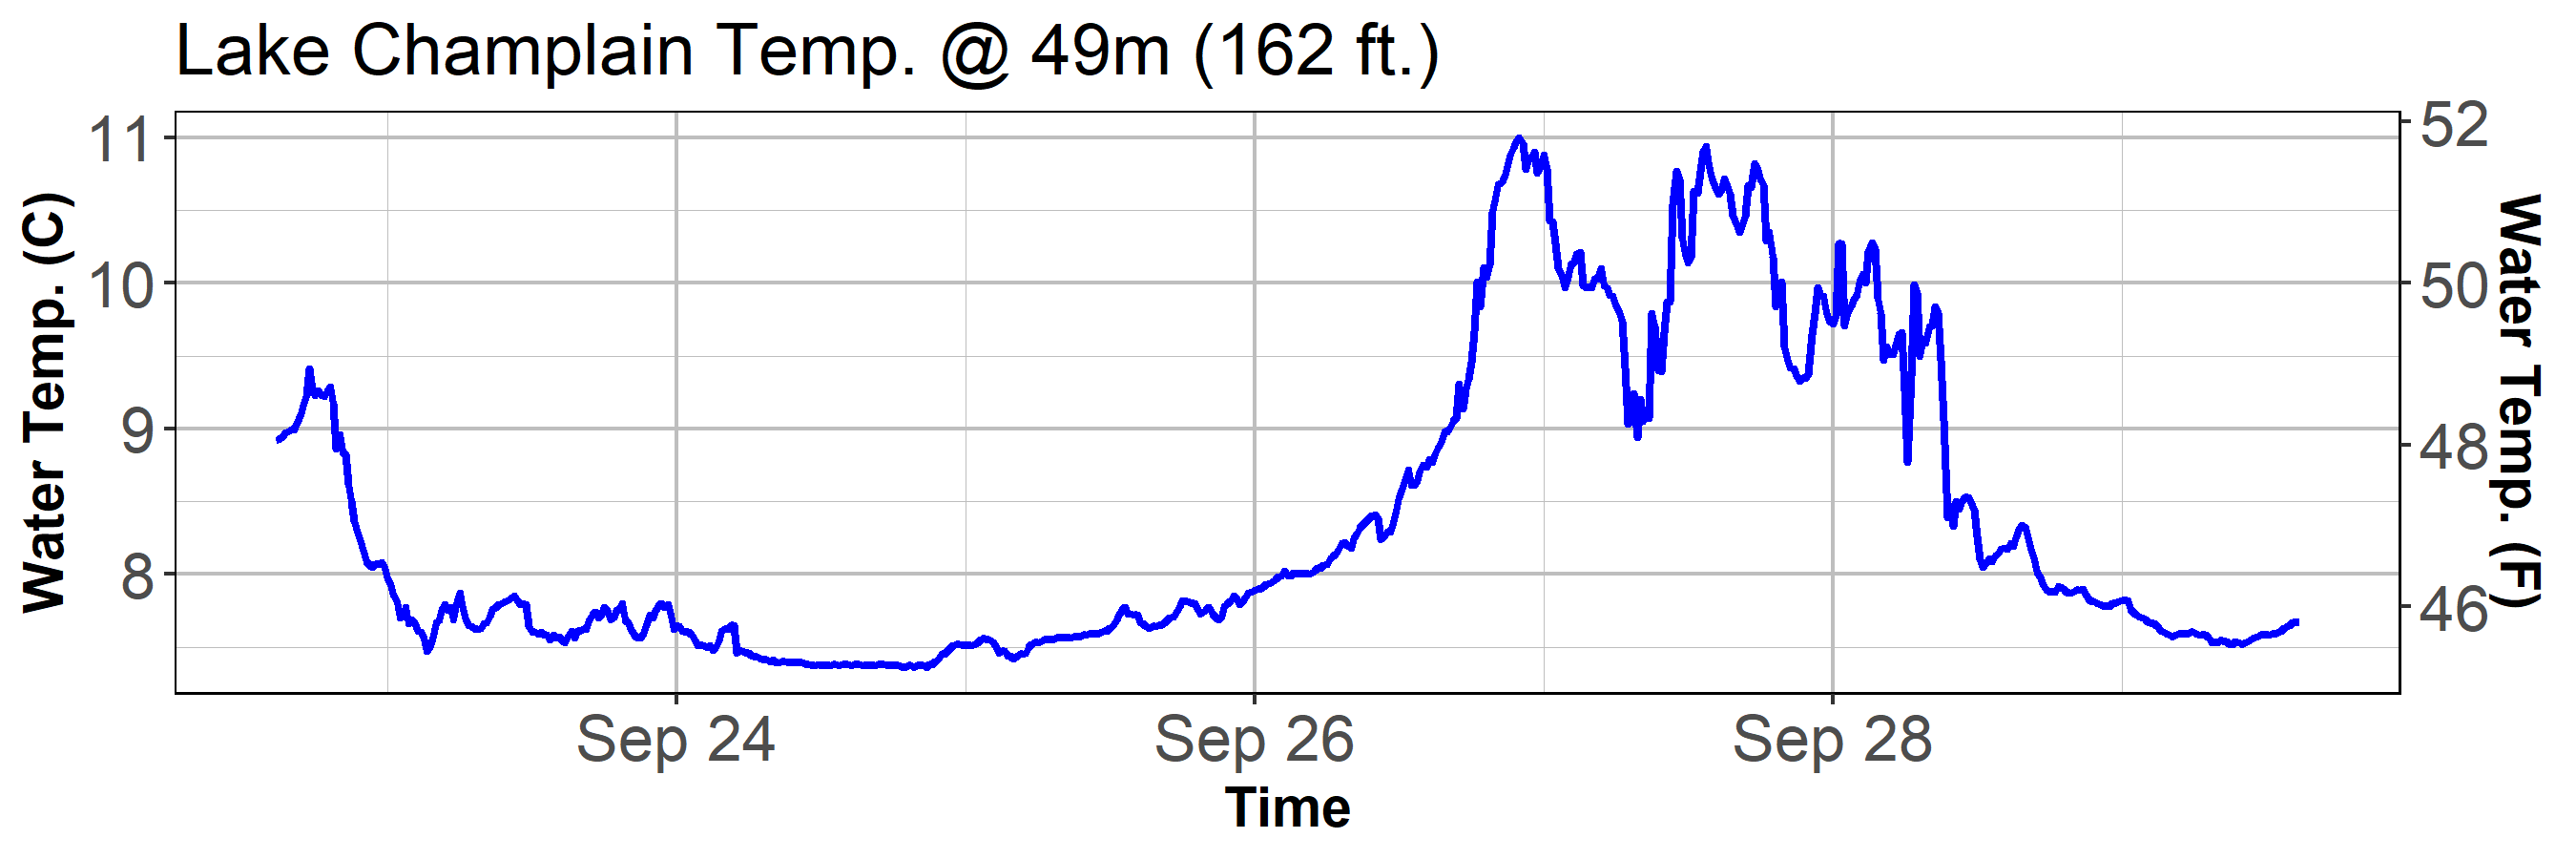 Lake Champlain Temp. @ 49m (162 ft.)
Water Temp. (C)
11
10
9
8
52
50
48
46
Water Temp. (F)
Sep 24
Sep 26
Sep 28
Time